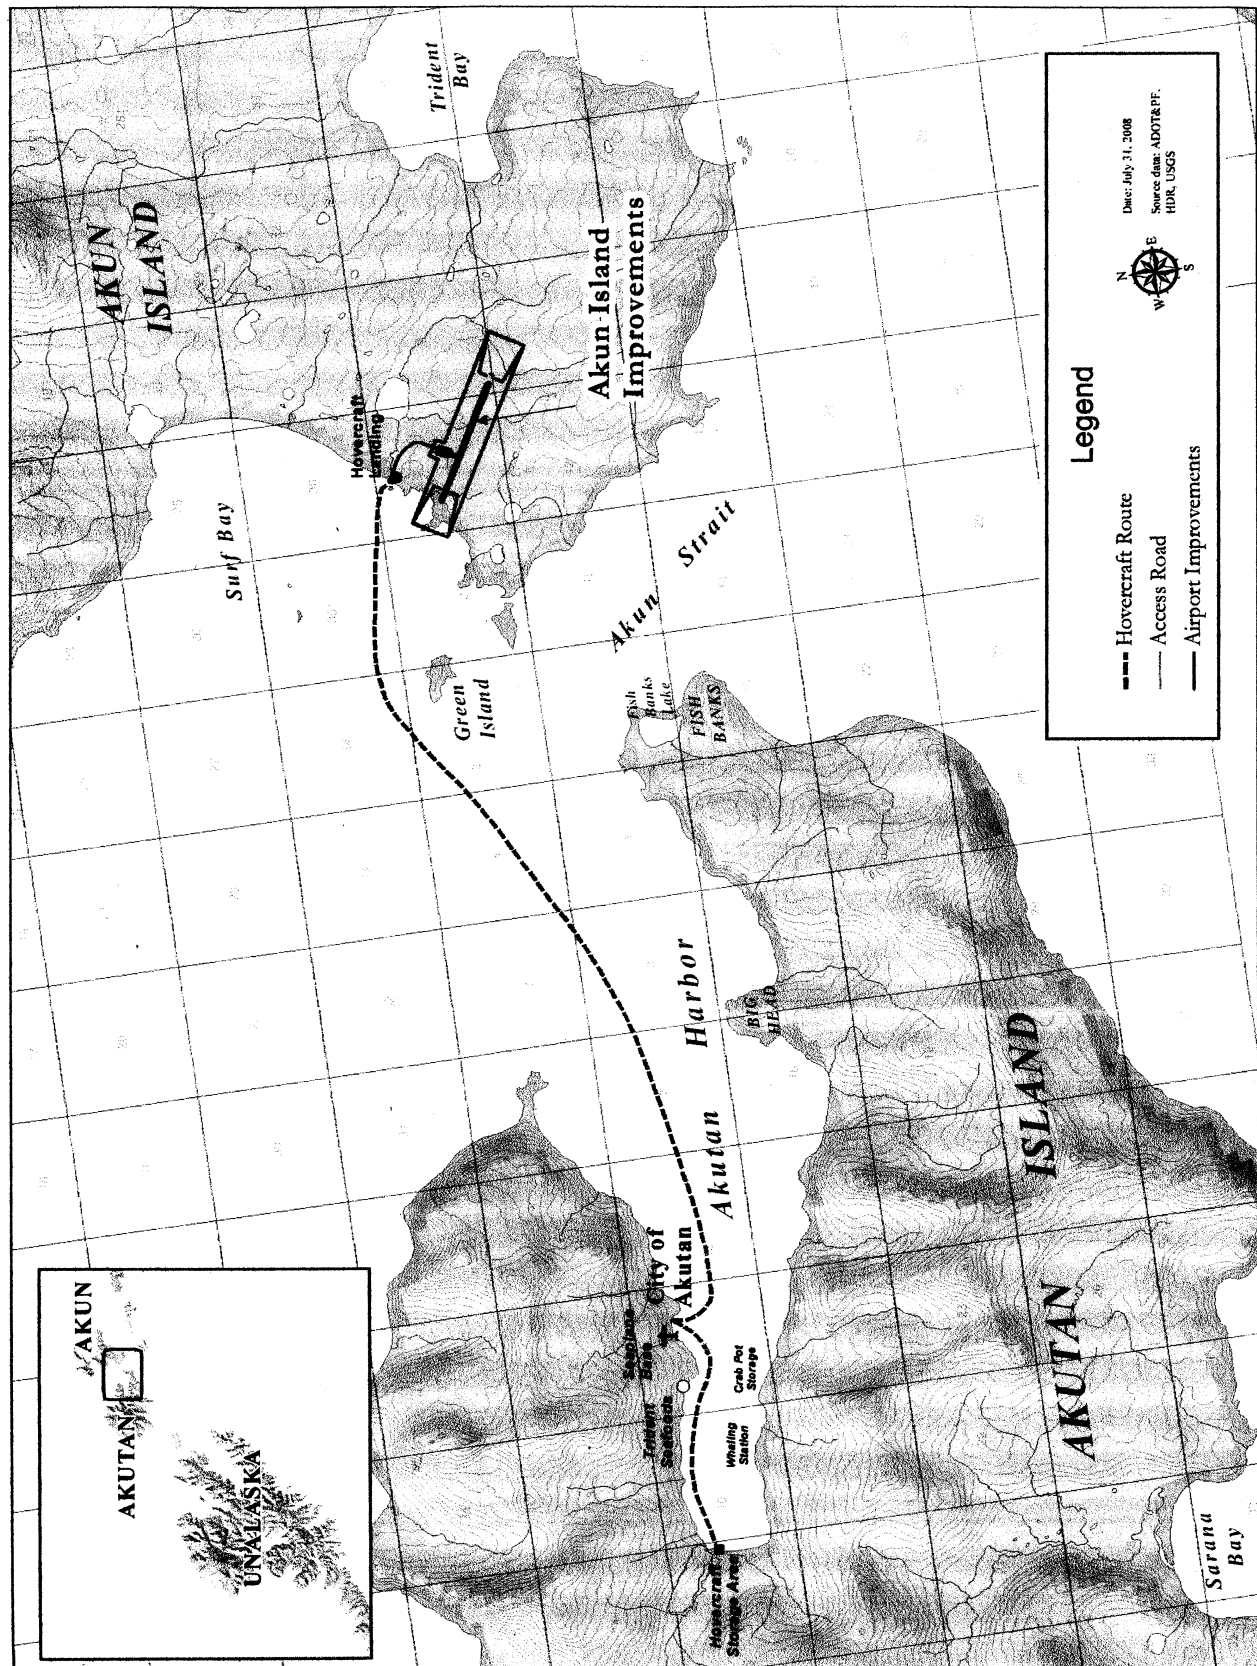 AKUN
AKUTAN
UNALASKA
AKUN
ISLAND
Trident
Bay
Surf Bay
Hovercraft
Landing
Akun Island
Improvements
Green
Island
Akun Strait
Fish
Banks
Lake
FISH
BANKS
Akutan Harbor
BIG
HEAD
City of
Akutan
Seaplane
Base
Trident
Seafoods
Crab Pot
Storage
Whaling
Station
Hovercraft
Storage Area
AKUTAN ISLAND
Sarana
Bay
Legend
Hovercraft Route
Access Road
Airport Improvements
N
W E
S
Date: July 31, 2008
Source data: ADOT&PF,
HDR, USGS